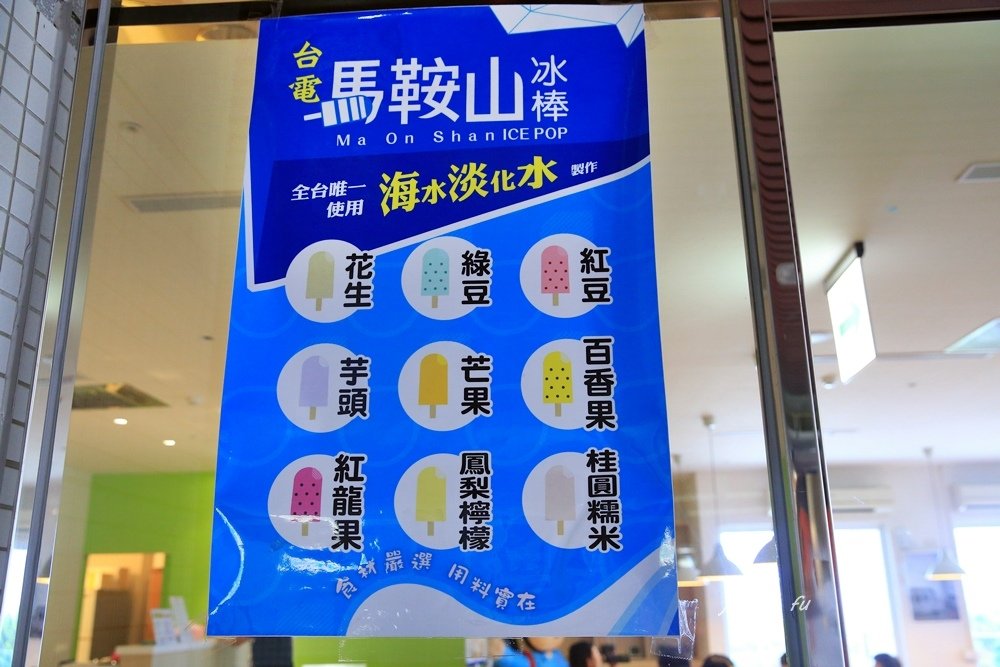 台電
馬鞍山
冰棒
Ma On Shan ICE POP
全台唯一
使用
海水淡化水
製作
花生
綠豆
紅豆
芋頭
芒果
百香果
紅龍果
鳳梨檸檬
桂圓糯米
原材嚴選 用料實在
fu